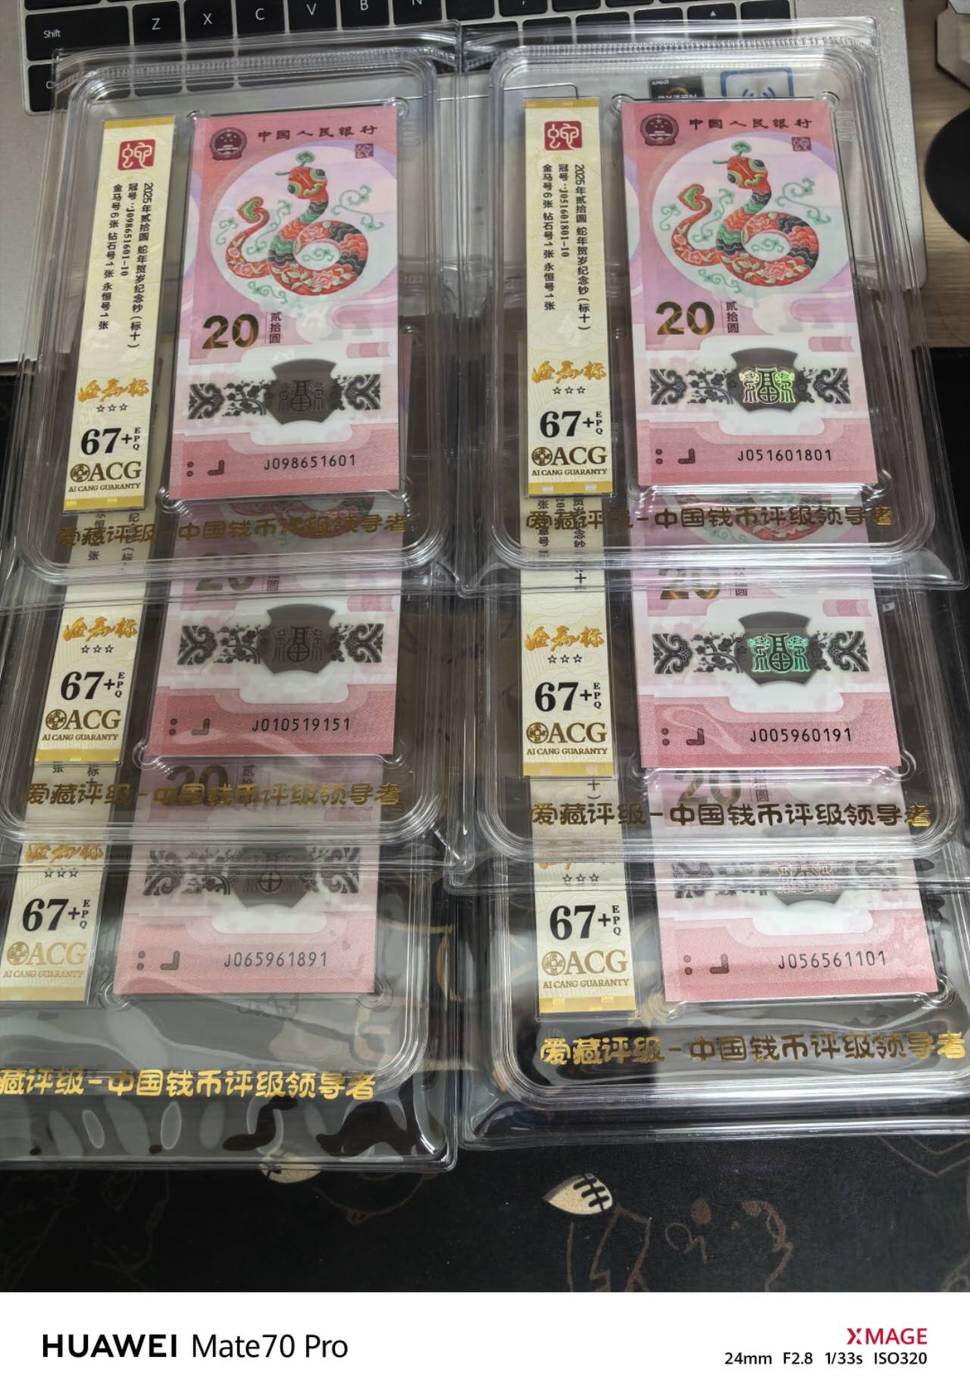 Shift
Z
X
C
V
B
N
蛇
2025年贰拾圆 蛇年贺岁纪念钞(标十)
冠号:J098651601-10
金马号6张 钻石号1张 永恒号1张
☆☆☆
67+EPQ
ACG
AI CANG GUARANTY
中国人民银行
20
贰拾圆
J098651601
爱藏评级-中国钱币评级领导者
蛇
2025年贰拾圆 蛇年贺岁纪念钞(标十)
冠号:J051601801-10
金马号6张 钻石号1张 永恒号1张
☆☆☆
67+EPQ
ACG
AI CANG GUARANTY
中国人民银行
20
贰拾圆
J051601801
爱藏评级-中国钱币评级领导者
☆☆☆
67+EPQ
ACG
AI CANG GUARANTY
20
J010519151
爱藏评级-中国钱币评级领导者
☆☆☆
67+EPQ
ACG
AI CANG GUARANTY
20
J005960191
爱藏评级-中国钱币评级领导者
☆☆☆
67+EPQ
ACG
AI CANG GUARANTY
20
J065961891
藏评级-中国钱币评级领导者
☆☆☆
67+EPQ
ACG
AI CANG GUARANTY
20
J056561101
爱藏评级-中国钱币评级领导者
HUAWEI Mate70 Pro
XMAGE
24mm F2.8 1/33s ISO320